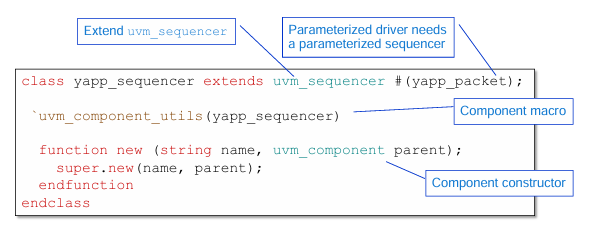 Extend uvm_sequencer
Parameterized driver needs
a parameterized sequencer
class yapp_sequencer extends uvm_sequencer #(yapp_packet);
`uvm_component_utils(yapp_sequencer)
Component macro
function new (string name, uvm_component parent);
super.new(name, parent);
Component constructor
endfunction
endclass